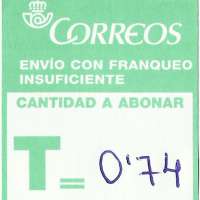 CORREOS
ENVÍO CON FRANQUEO
INSUFICIENTE
CANTIDAD A ABONAR
T= 0'74